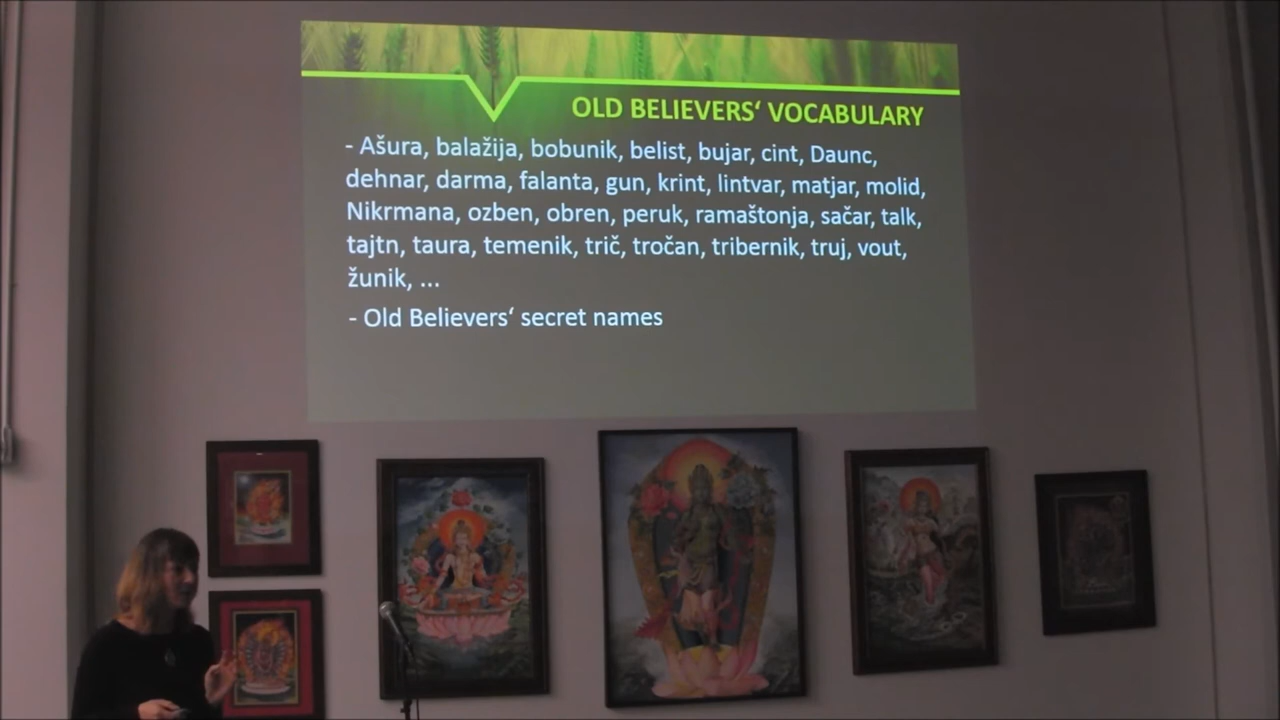 OLD BELIEVERS‘ VOCABULARY
- Ašura, balažija, bobunik, belist, bujar, cint, Daunc,
dehnar, darma, falanta, gun, krint, lintvar, matjar, molid,
Nikrmana, ozben, obren, peruk, ramaštonja, sačar, talk,
tajtn, taura, temenik, trič, tročan, tribernik, truj, vout,
žunik, ...
- Old Believers‘ secret names